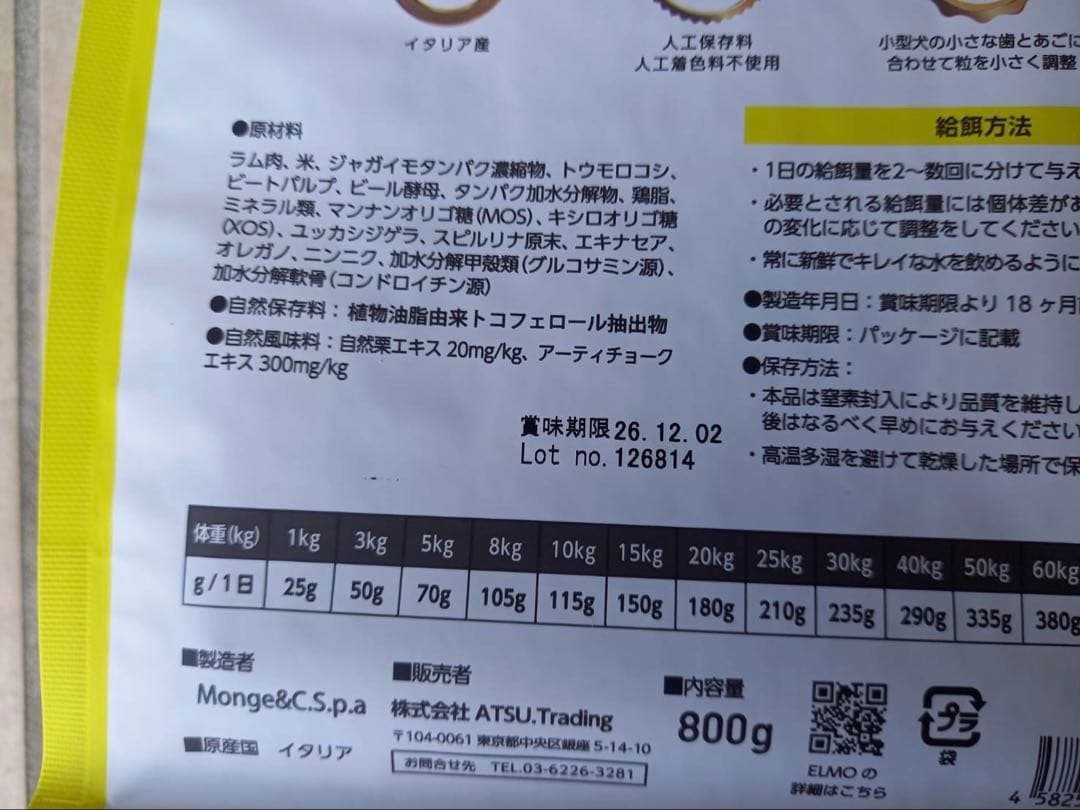 イタリア産
人工保存料
人工着色料不使用
小型犬の小さな歯とあごに
合わせて粒を小さく調整
●原材料
ラム肉、米、ジャガイモタンパク濃縮物、トウモロコシ、
ビートパルプ、ビール酵母、タンパク加水分解物、鶏脂、
ミネラル類、マンナンオリゴ糖(MOS)、キシロオリゴ糖
(XOS)、ユッカシジゲラ、スピルリナ原末、エキナセア、
オレガノ、ニンニク、加水分解甲殻類(グルコサミン源)、
加水分解軟骨(コンドロイチン源)
●自然保存料：植物油脂由来トコフェロール抽出物
●自然風味料：自然栗エキス 20mg/kg、アーティチョーク
エキス 300mg/kg
給餌方法
・1日の給餌量を2〜数回に分けて与え
・必要とされる給餌量には個体差があ
の変化に応じて調整をしてください
・常に新鮮でキレイな水を飲めるように
●製造年月日：賞味期限より 18 ヶ月
●賞味期限：パッケージに記載
●保存方法：
・本品は窒素封入により品質を維持し
後はなるべく早めにお与えください
・高温多湿を避けて乾燥した場所で保
賞味期限26.12.02
Lot no.126814
体重(kg) 1kg 3kg 5kg 8kg 10kg 15kg 20kg 25kg 30kg 40kg 50kg 60kg
g/1日 25g 50g 70g 105g 115g 150g 180g 210g 235g 290g 335g 380g
■製造者
Monge&C.S.p.a
■原産国 イタリア
■販売者
株式会社 ATSU.Trading
〒104-0061 東京都中央区銀座 5-14-10
お問合せ先 TEL.03-6226-3281
■内容量
800g
ELMO の
詳細はこちら
プラ
袋
4 582